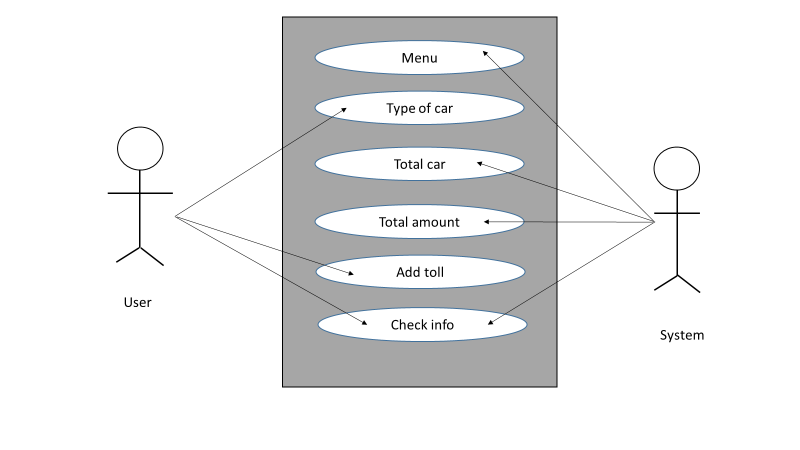 Menu
Type of car
Total car
Total amount
Add toll
Check info
User
System